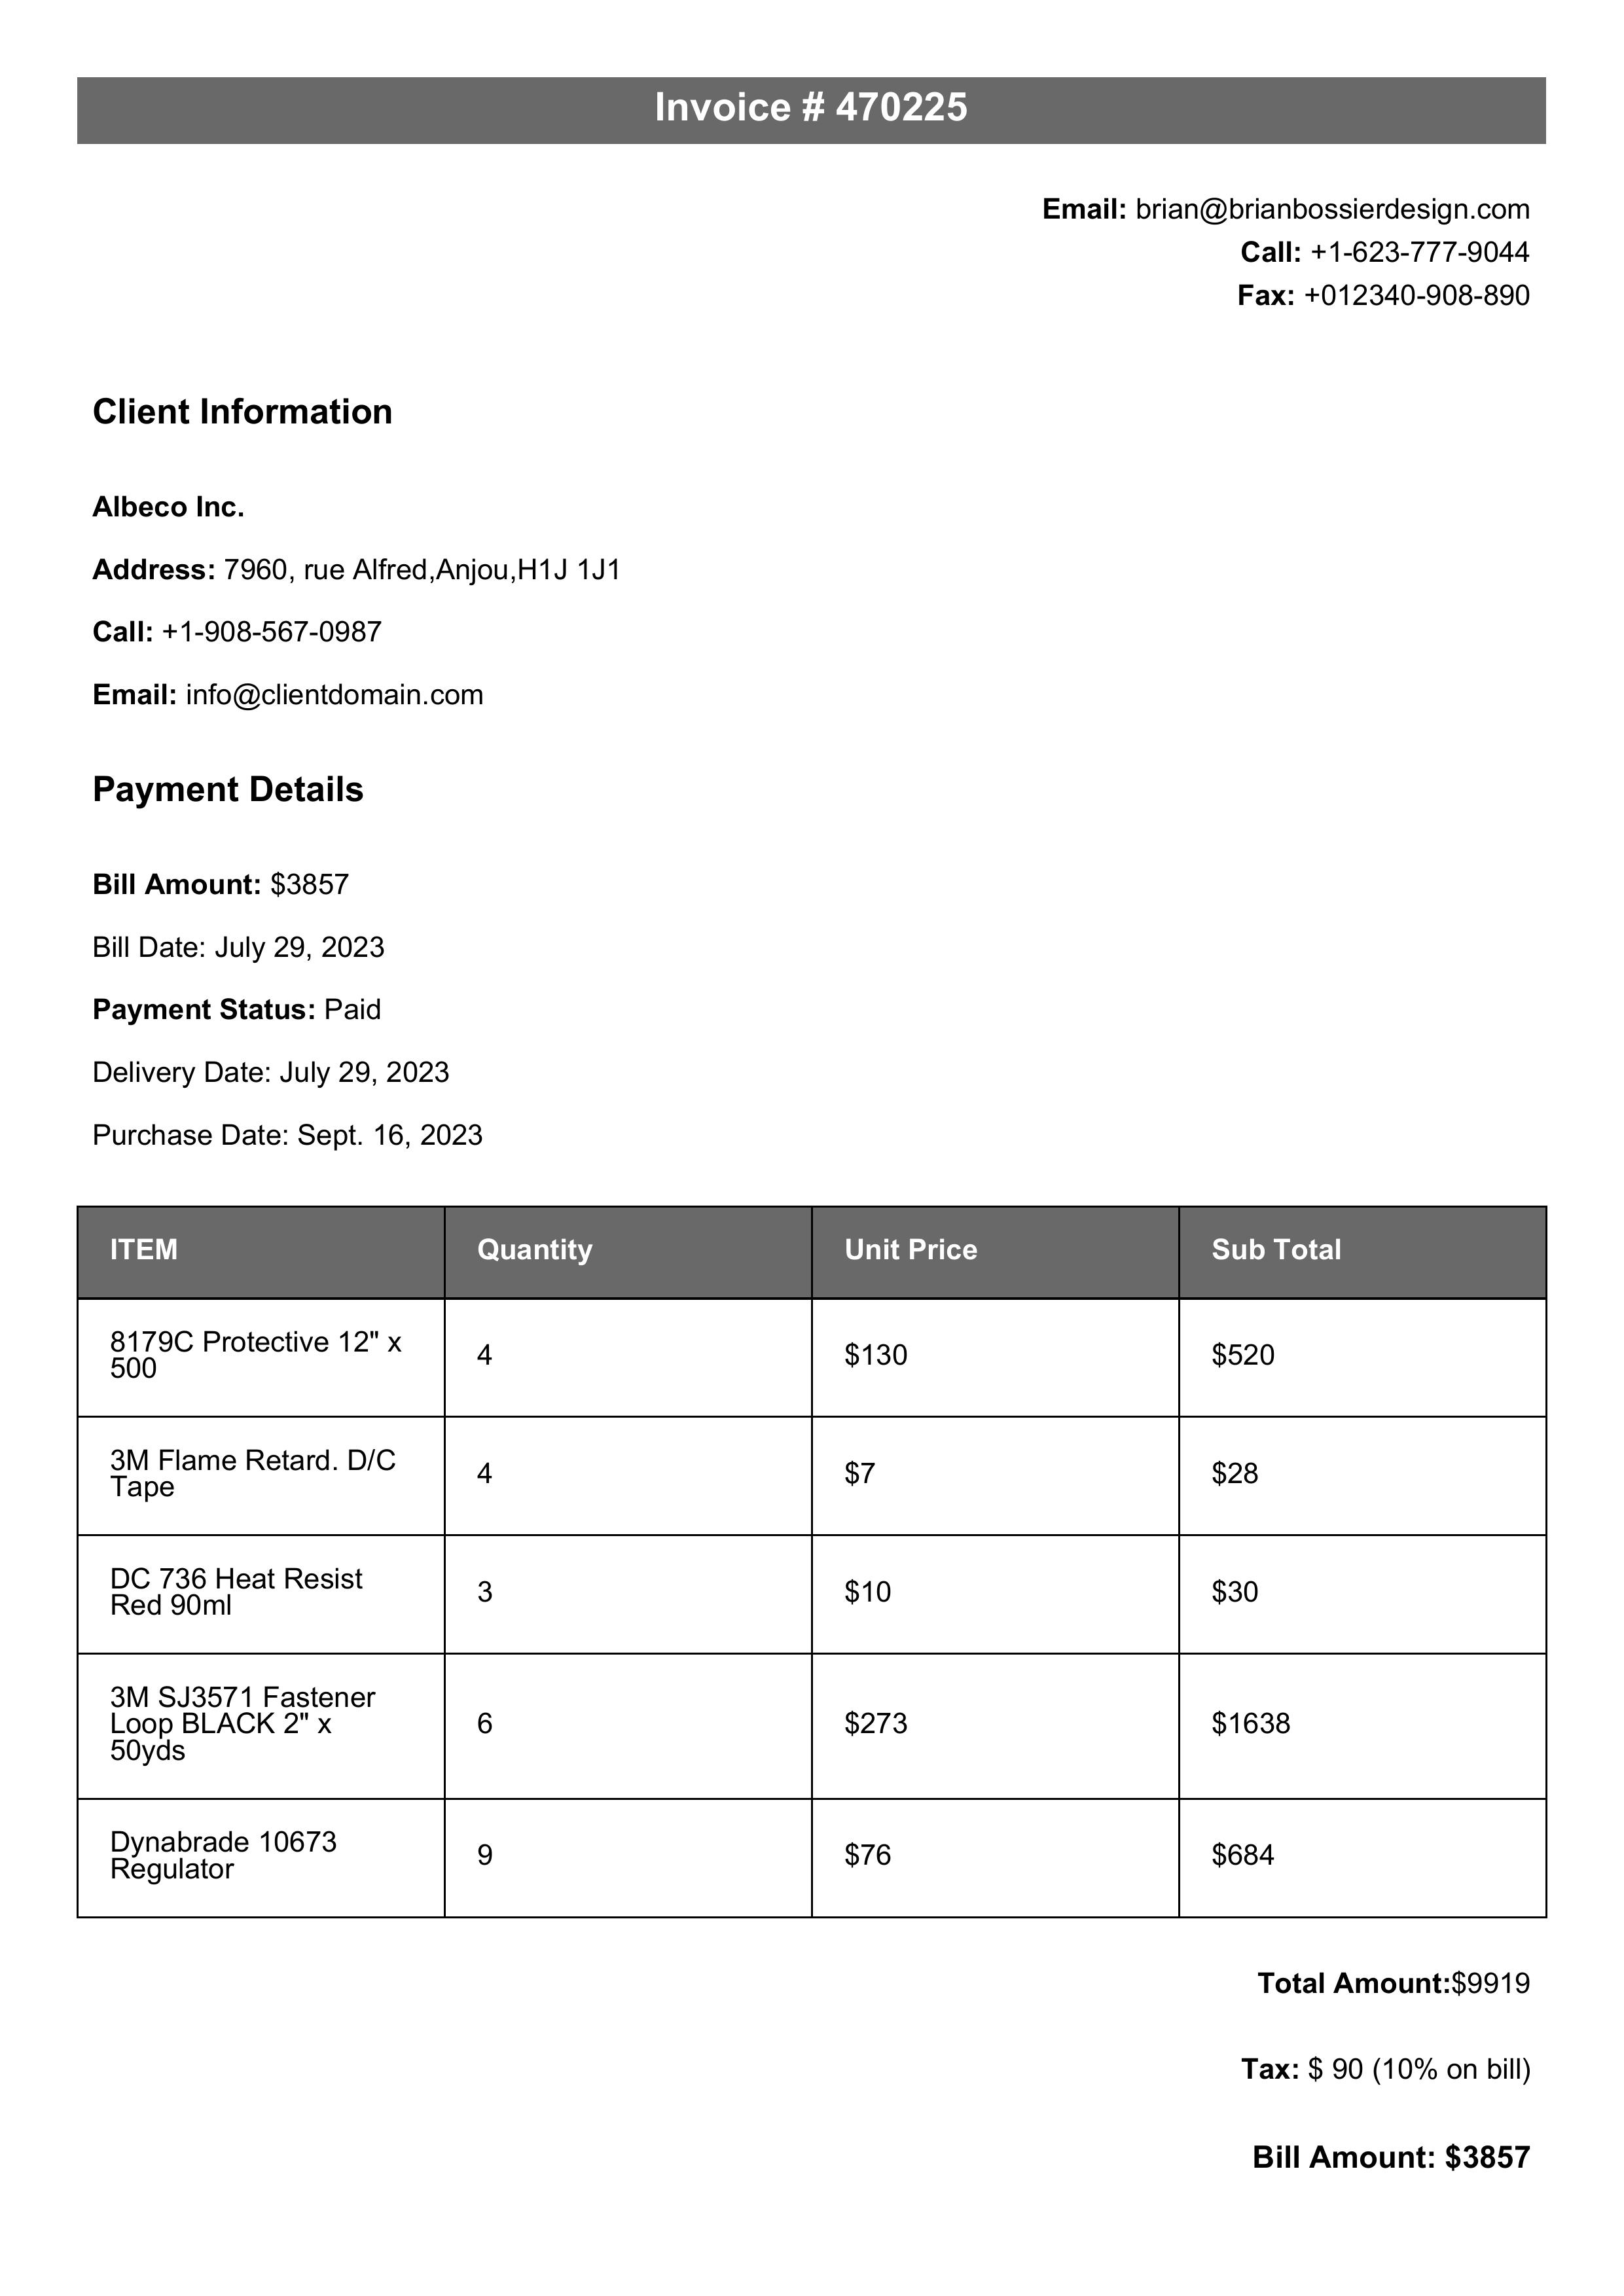 Invoice # 470225
Email: brian@brianbossierdesign.com
Call: +1-623-777-9044
Fax: +012340-908-890
Client Information
Albeco Inc.
Address: 7960, rue Alfred,Anjou,H1J 1J1
Call: +1-908-567-0987
Email: info@clientdomain.com
Payment Details
Bill Amount: $3857
Bill Date: July 29, 2023
Payment Status: Paid
Delivery Date: July 29, 2023
Purchase Date: Sept. 16, 2023
ITEM Quantity Unit Price Sub Total
8179C Protective 12" x
500 4 $130 $520
3M Flame Retard. D/C
Tape 4 $7 $28
DC 736 Heat Resist
Red 90ml 3 $10 $30
3M SJ3571 Fastener
Loop BLACK 2" x 6 $273 $1638
50yds
Dynabrade 10673
Regulator 9 $76 $684
Total Amount:$9919
Tax: $ 90 (10% on bill)
Bill Amount: $3857